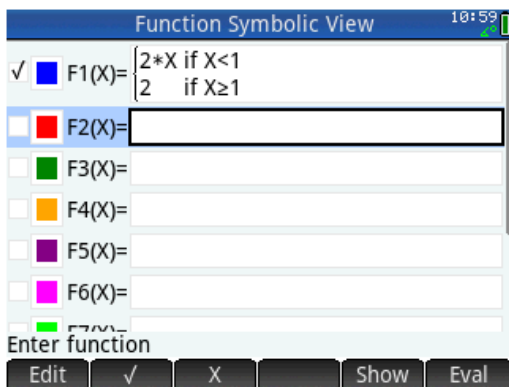 Function Symbolic View 10:59
√ F1(X)= 2*X if X<1
2 if X≥1
F2(X)=
F3(X)=
F4(X)=
F5(X)=
F6(X)=
Enter function
Edit √ X Show Eval